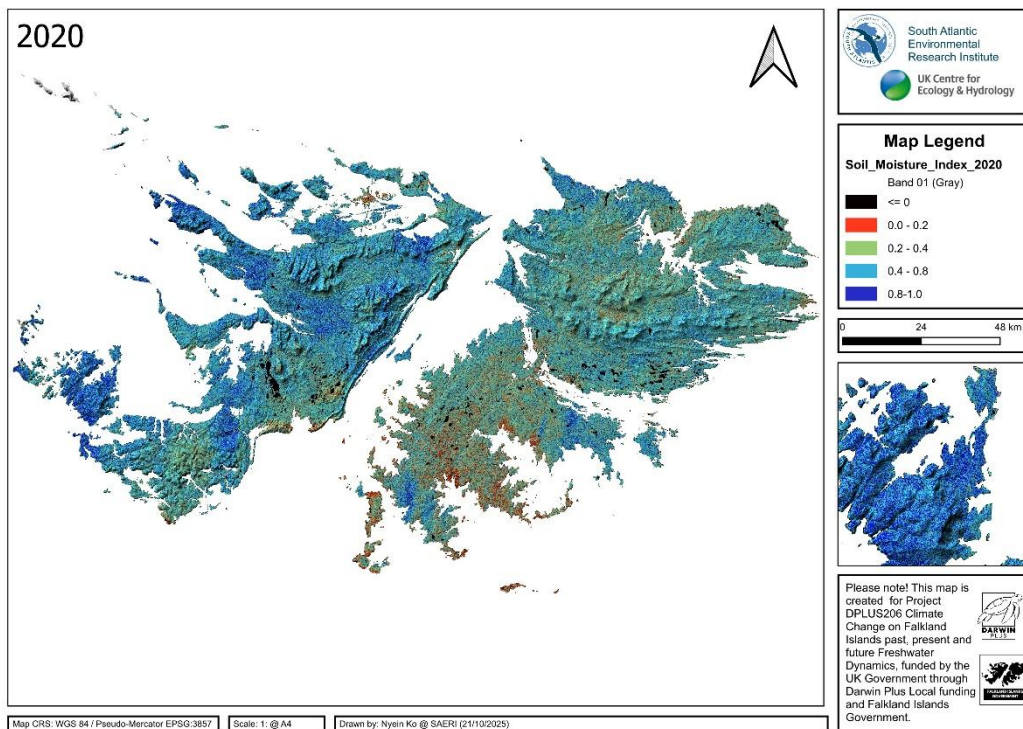 2020
South Atlantic
Environmental
Research Institute
UK Centre for
Ecology & Hydrology
Map Legend
Soil_Moisture_Index_2020
Band 01 (Gray)
<= 0
0.0 - 0.2
0.2 - 0.4
0.4 - 0.8
0.8-1.0
0 24 48 km
Please note! This map is
created for Project
DPLUS206 Climate
Change on Falkland
Islands past, present and
future Freshwater
Dynamics, funded by the
UK Government through
Darwin Plus Local funding
and Falkland Islands
Government.
DARWIN
PLUS
FALKLAND ISLANDS
GOVERNMENT
Map CRS: WGS 84 / Pseudo-Mercator EPSG:3857
Scale: 1: @ A4
Drawn by: Nyein Ko @ SAERI (21/10/2025)